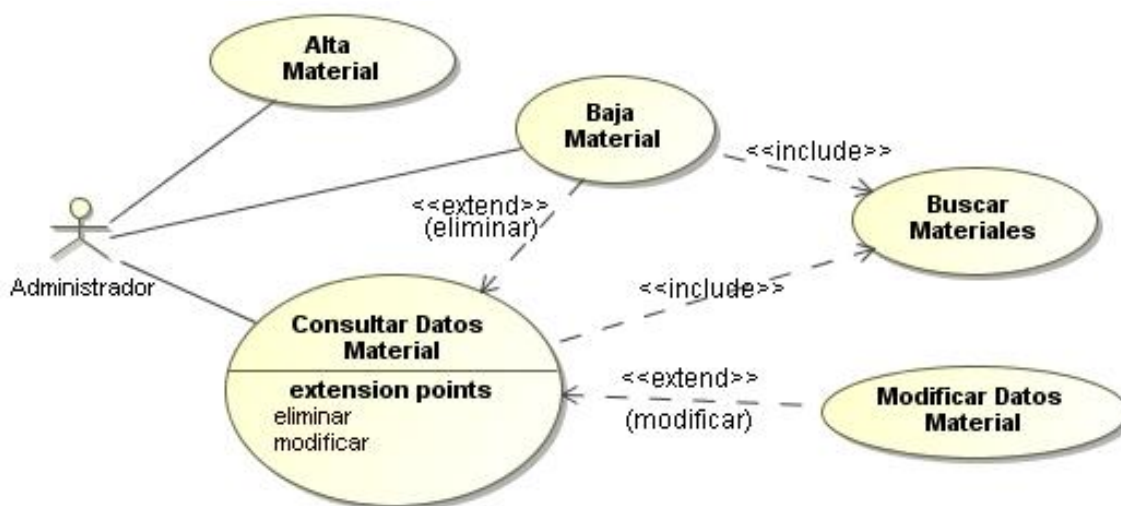 Alta
Material
Baja
Material
<<include>>
<<extend>>
(eliminar)
Buscar
Materiales
Administrador
<<include>>
Consultar Datos
Material
extension points
eliminar
modificar
<<extend>>
(modificar)
Modificar Datos
Material